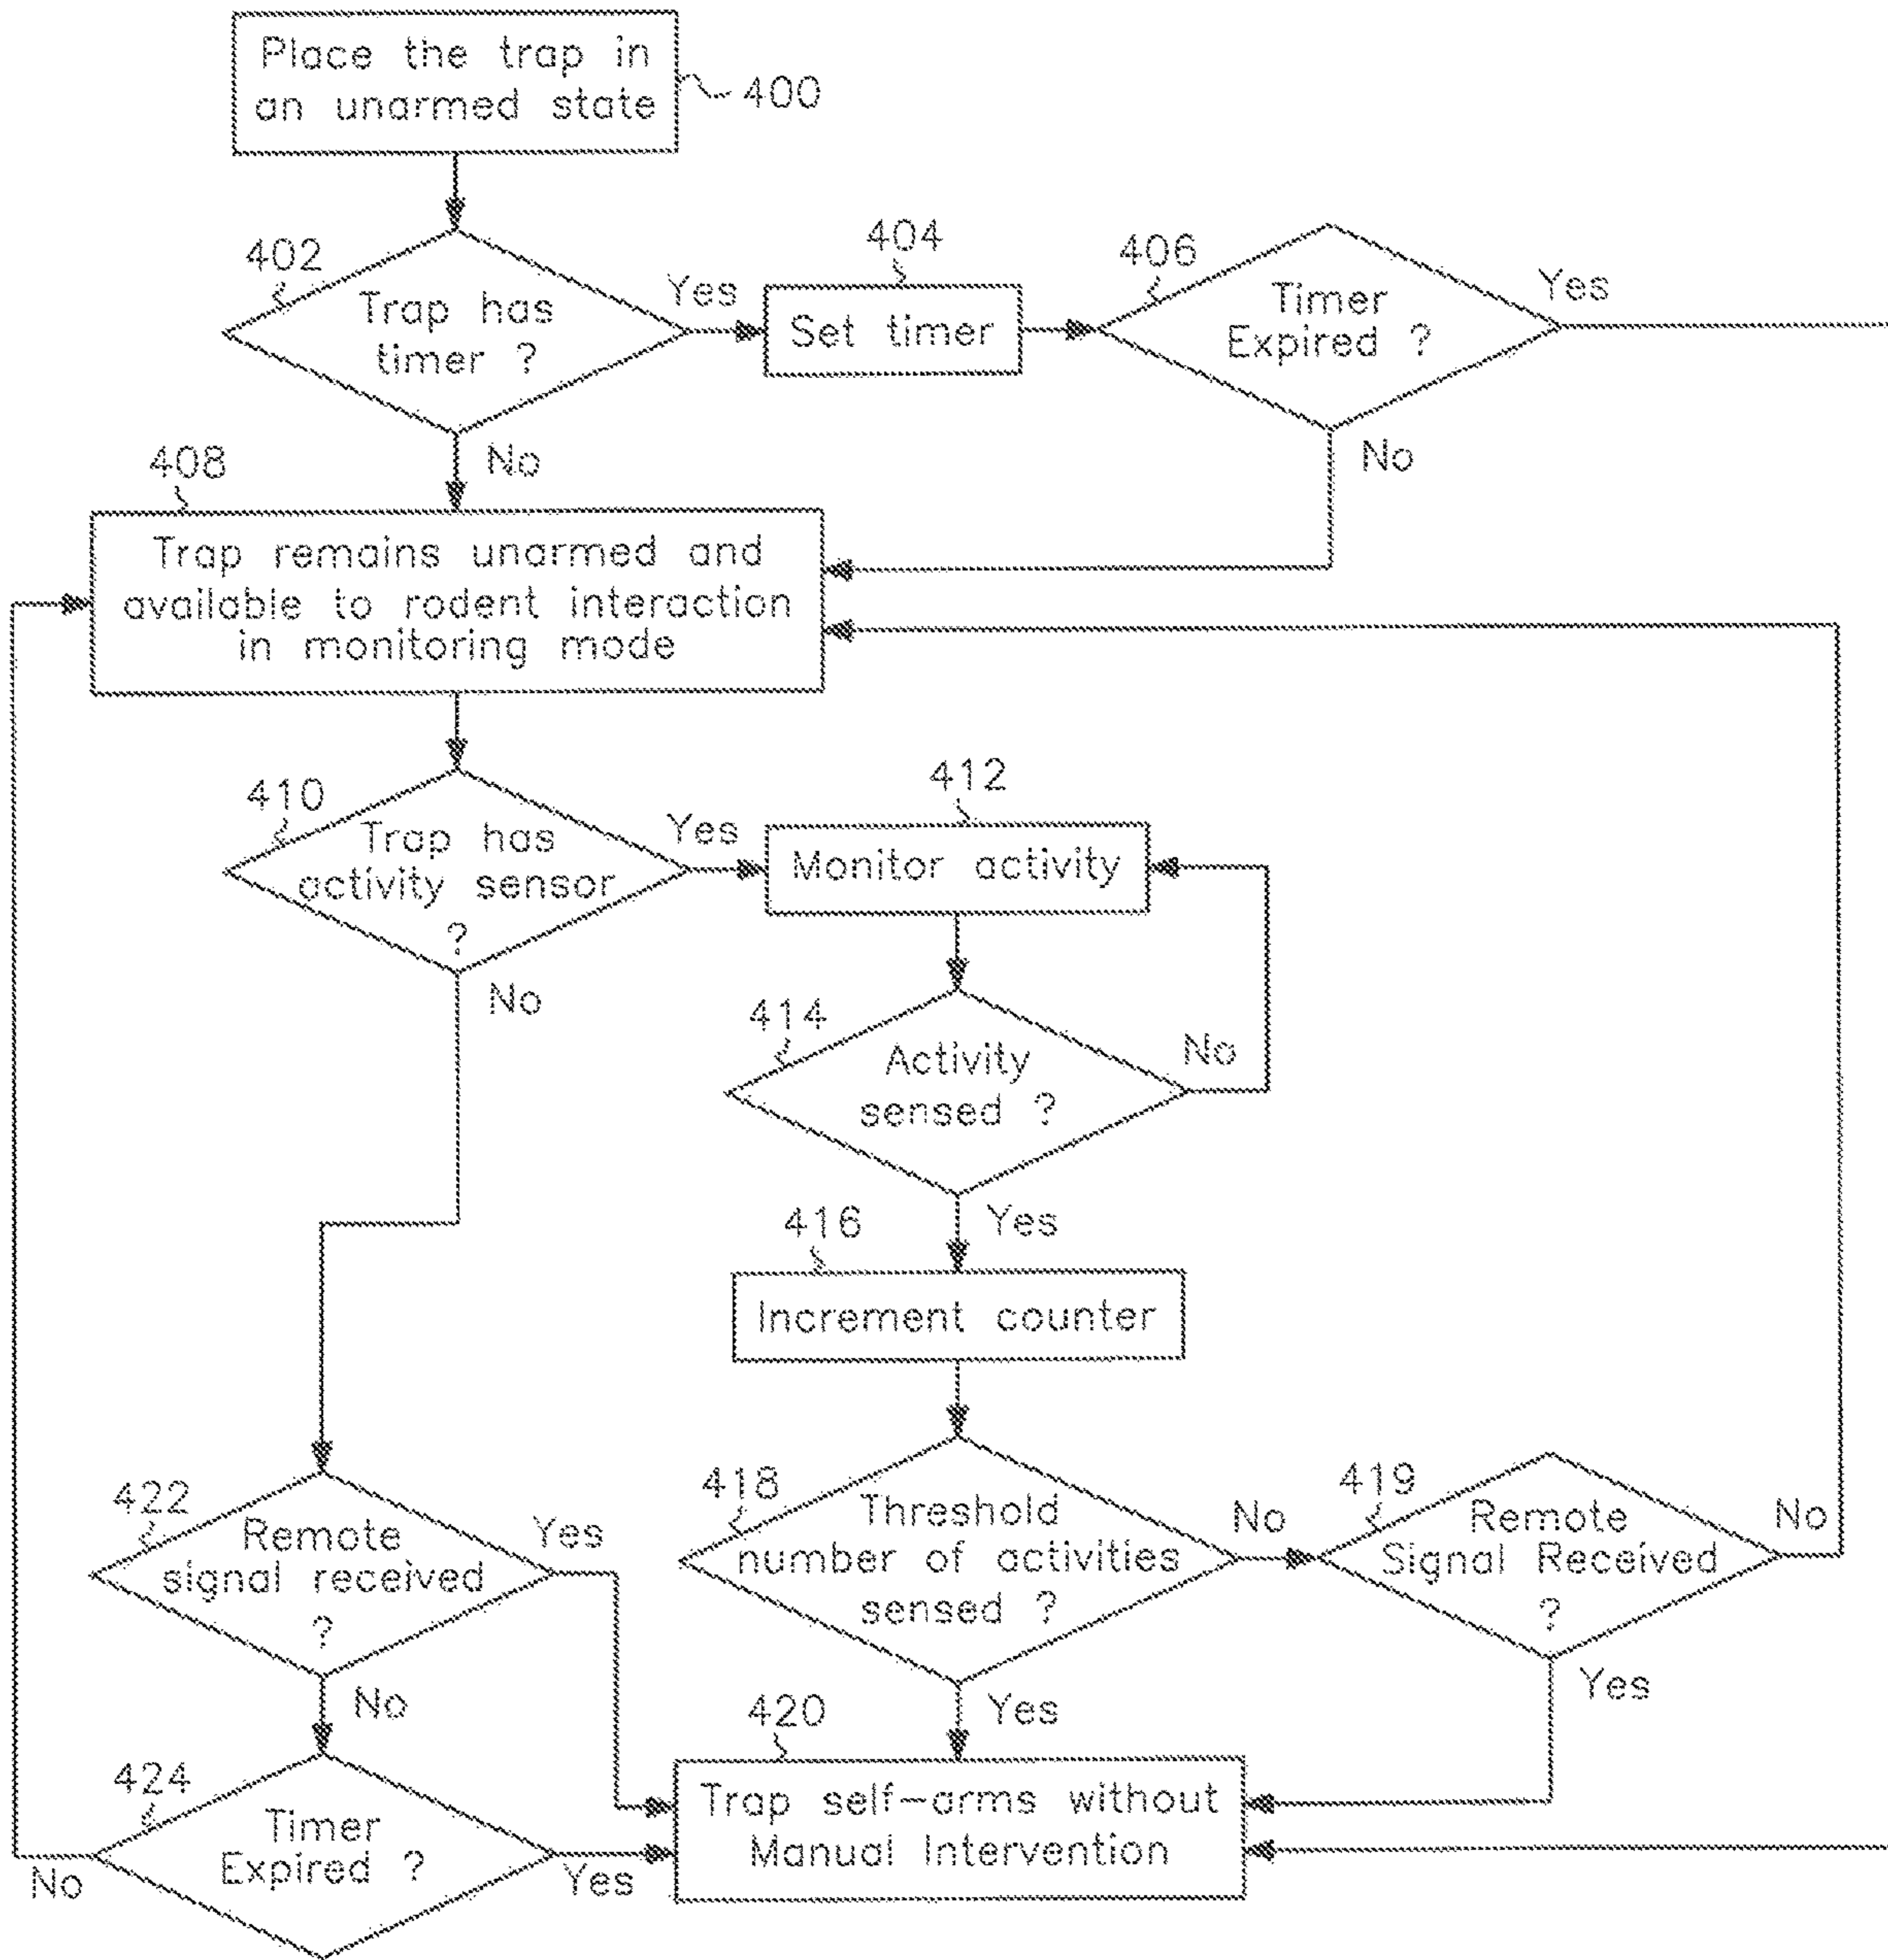 Place the trap in
an unarmed state
400
402
Trap has
timer ?
Yes
404
Set timer
406
Timer
Expired ?
Yes
No
No
408
Trap remains unarmed and
available to rodent interaction
in monitoring mode
410
Trap has
activity sensor
?
Yes
No
412
Monitor activity
414
Activity
sensed ?
No
Yes
416
Increment counter
418
Threshold
number of activities
sensed ?
No
Yes
419
Remote
Signal Received
?
No
Yes
422
Remote
signal received
?
Yes
No
424
Timer
Expired ?
No
Yes
420
Trap self-arms without
Manual Intervention